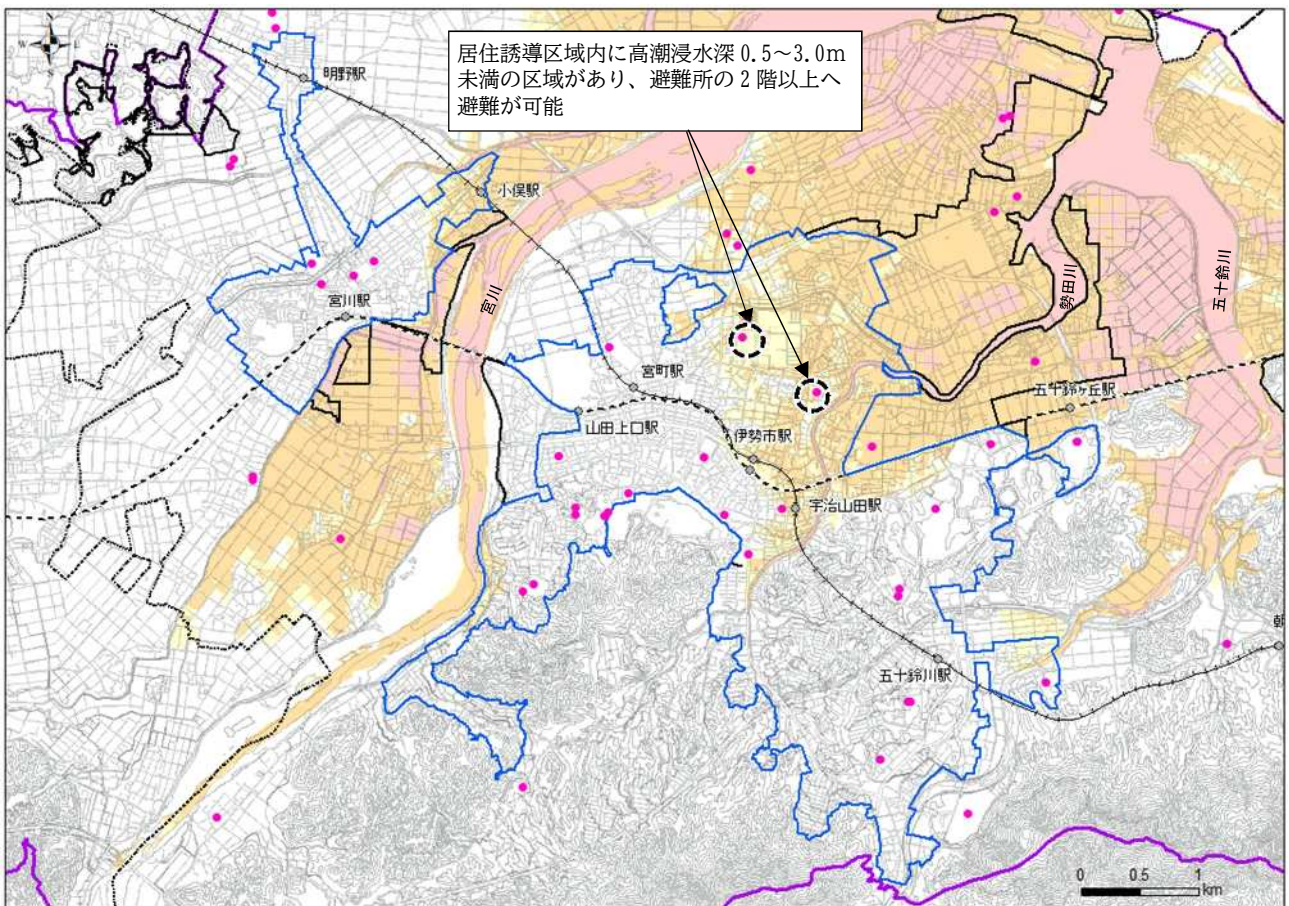 居住誘導区域内に高潮浸水深 0.5~3.0m
未満の区域があり、避難所の 2 階以上へ
避難が可能
N
W
E
S
明野駅
小俣駅
宮川
勢田川
五十鈴川
宮川駅
宮町駅
五十鈴ヶ丘駅
山田上口駅
伊勢市駅
宇治山田駅
朝
五十鈴川駅
0 0.5 1
km